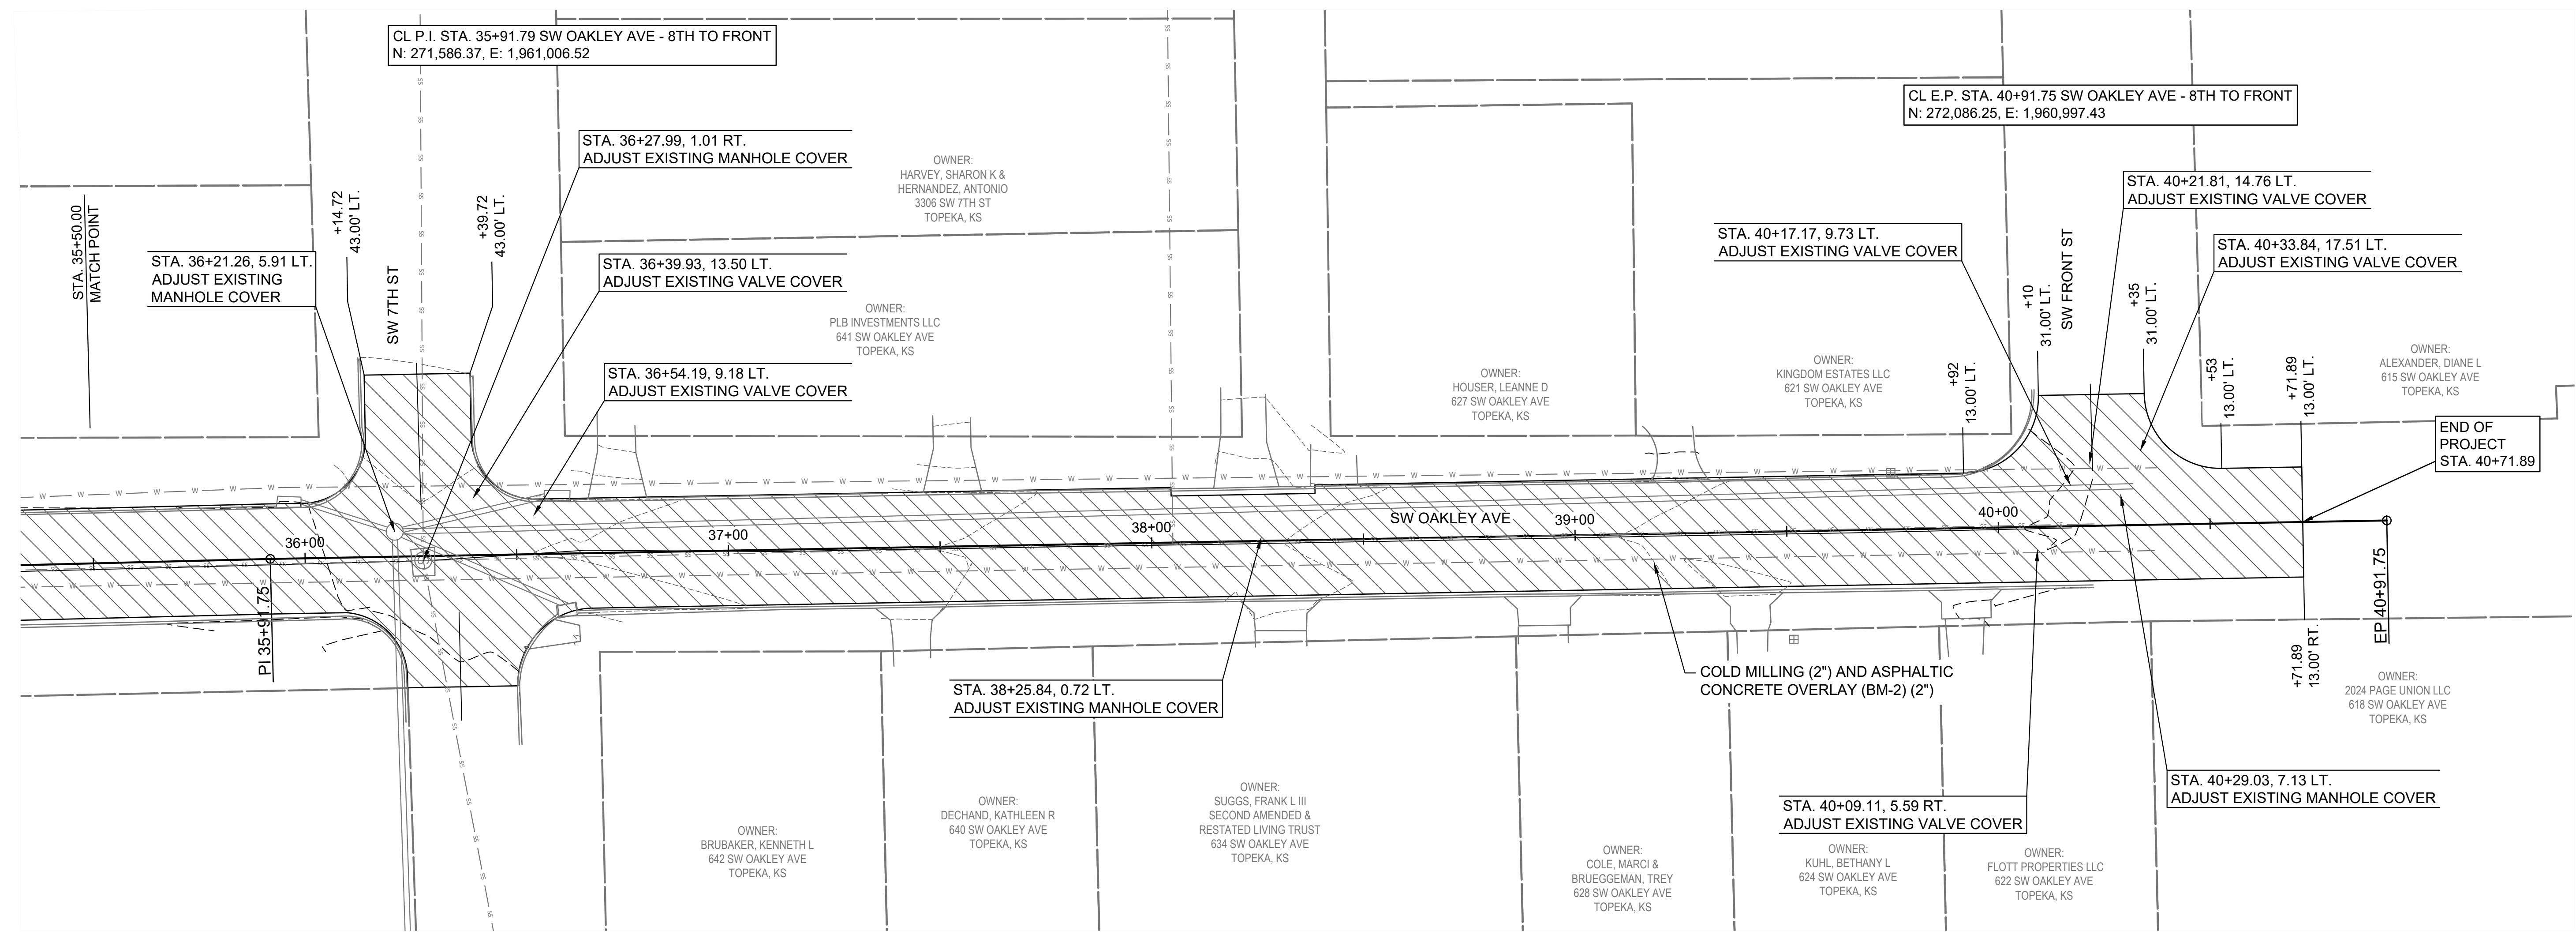 CL P.I. STA. 35+91.79 SW OAKLEY AVE - 8TH TO FRONT
N: 271,586.37, E: 1,961,006.52
CL E.P. STA. 40+91.75 SW OAKLEY AVE - 8TH TO FRONT
N: 272,086.25, E: 1,960,997.43
STA. 36+27.99, 1.01 RT.
ADJUST EXISTING MANHOLE COVER
OWNER:
HARVEY, SHARON K &
HERNANDEZ, ANTONIO
3306 SW 7TH ST
TOPEKA, KS
STA. 40+21.81, 14.76 LT.
ADJUST EXISTING VALVE COVER
STA. 35+50.00
MATCH POINT
+14.72
43.00' LT.
SW 7TH ST
+39.72
43.00' LT.
STA. 36+21.26, 5.91 LT.
ADJUST EXISTING
MANHOLE COVER
STA. 36+39.93, 13.50 LT.
ADJUST EXISTING VALVE COVER
STA. 40+17.17, 9.73 LT.
ADJUST EXISTING VALVE COVER
STA. 40+33.84, 17.51 LT.
ADJUST EXISTING VALVE COVER
+10
31.00' LT.
SW FRONT ST
+35
31.00' LT.
OWNER:
PLB INVESTMENTS LLC
641 SW OAKLEY AVE
TOPEKA, KS
STA. 36+54.19, 9.18 LT.
ADJUST EXISTING VALVE COVER
OWNER:
HOUSER, LEANNE D
627 SW OAKLEY AVE
TOPEKA, KS
OWNER:
KINGDOM ESTATES LLC
621 SW OAKLEY AVE
TOPEKA, KS
+92
13.00' LT.
+53
13.00' LT.
+71.89
13.00' LT.
OWNER:
ALEXANDER, DIANE L
615 SW OAKLEY AVE
TOPEKA, KS
END OF
PROJECT
STA. 40+71.89
36+00
37+00
38+00
SW OAKLEY AVE
39+00
40+00
PI 35+91.75
EP 40+91.75
+71.89
13.00' RT.
STA. 38+25.84, 0.72 LT.
ADJUST EXISTING MANHOLE COVER
COLD MILLING (2") AND ASPHALTIC
CONCRETE OVERLAY (BM-2) (2")
OWNER:
2024 PAGE UNION LLC
618 SW OAKLEY AVE
TOPEKA, KS
STA. 40+29.03, 7.13 LT.
ADJUST EXISTING MANHOLE COVER
STA. 40+09.11, 5.59 RT.
ADJUST EXISTING VALVE COVER
OWNER:
BRUBAKER, KENNETH L
642 SW OAKLEY AVE
TOPEKA, KS
OWNER:
DECHAND, KATHLEEN R
640 SW OAKLEY AVE
TOPEKA, KS
OWNER:
SUGGS, FRANK L III
SECOND AMENDED &
RESTATED LIVING TRUST
634 SW OAKLEY AVE
TOPEKA, KS
OWNER:
COLE, MARCI &
BRUEGGEMAN, TREY
628 SW OAKLEY AVE
TOPEKA, KS
OWNER:
KUHL, BETHANY L
624 SW OAKLEY AVE
TOPEKA, KS
OWNER:
FLOTT PROPERTIES LLC
622 SW OAKLEY AVE
TOPEKA, KS